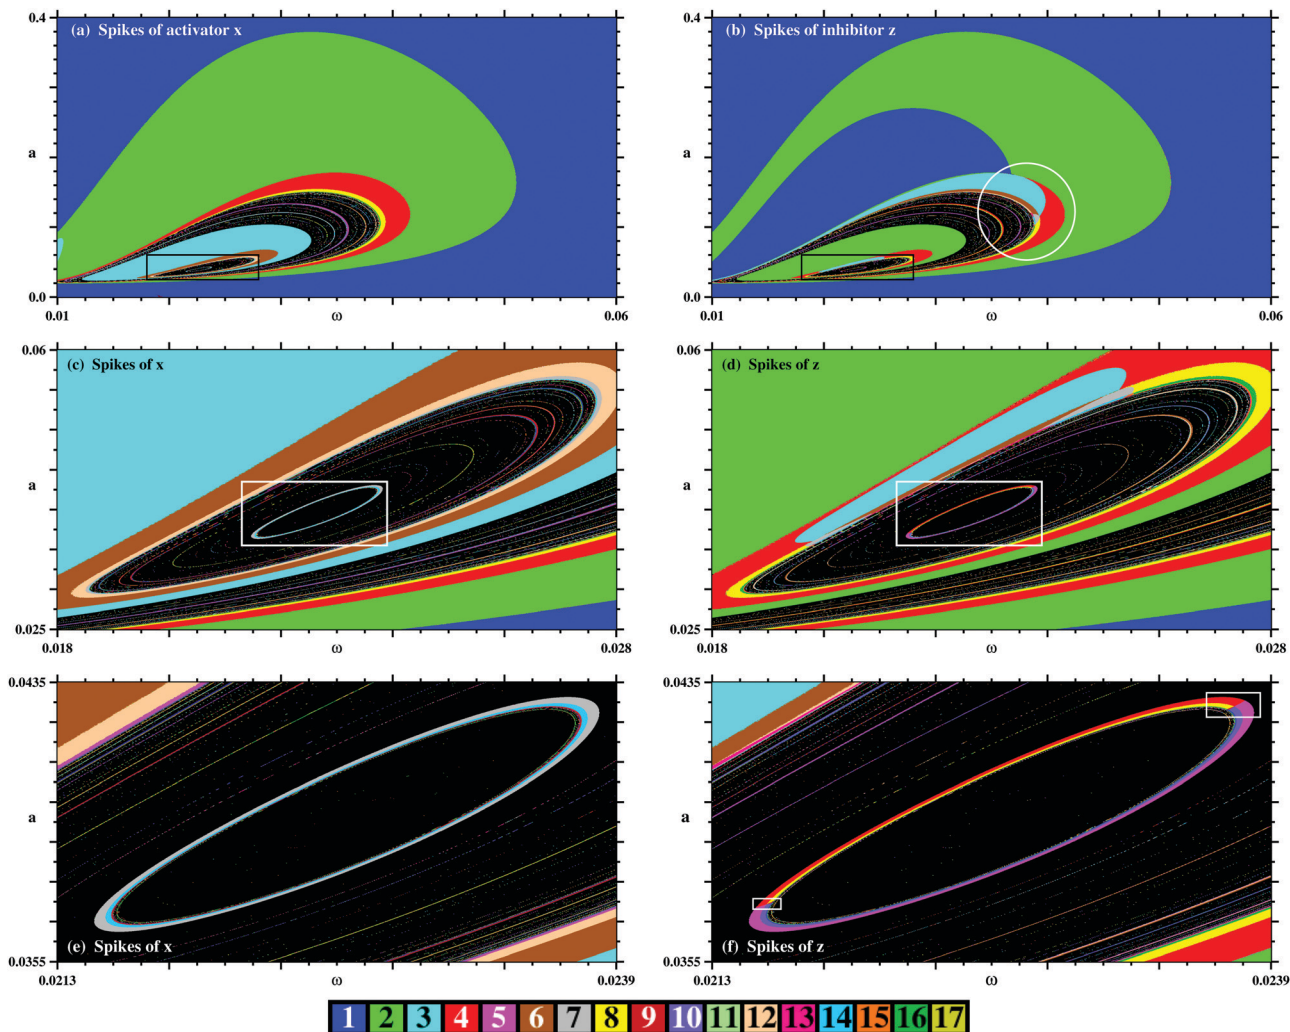 (a) Spikes of activator x
0.4
a
0.0
0.01
ω
0.06
(b) Spikes of inhibitor z
0.4
a
0.0
0.01
ω
0.06
(c) Spikes of x
0.06
a
0.025
0.018
ω
0.028
(d) Spikes of z
0.06
a
0.025
0.018
ω
0.028
0.0435
a
(e) Spikes of x
0.0355
0.0213
ω
0.0239
0.0435
a
(f) Spikes of z
0.0355
0.0213
ω
0.0239
1 2 3 4 5 6 7 8 9 10 11 12 13 14 15 16 17